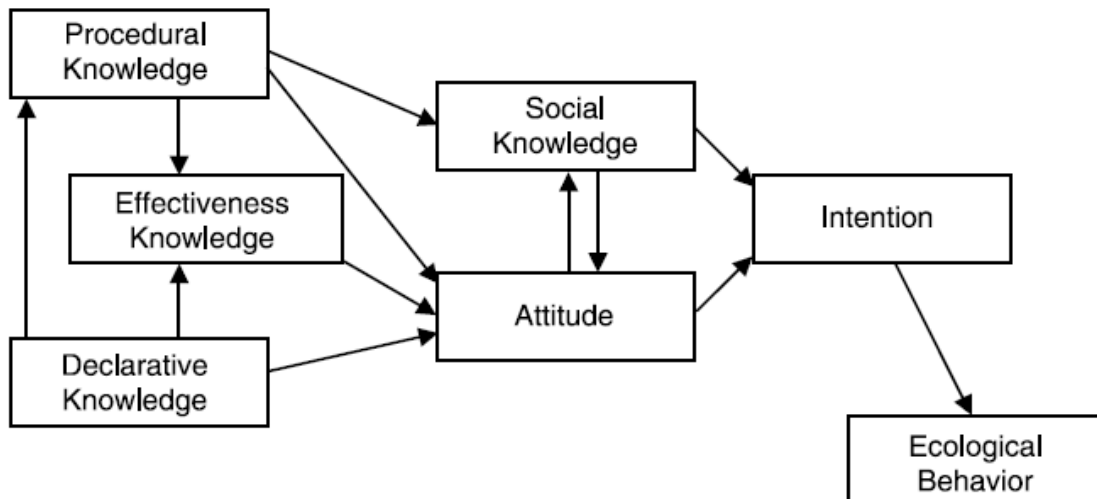 Procedural
Knowledge
Social
Knowledge
Effectiveness
Knowledge
Intention
Attitude
Declarative
Knowledge
Ecological
Behavior